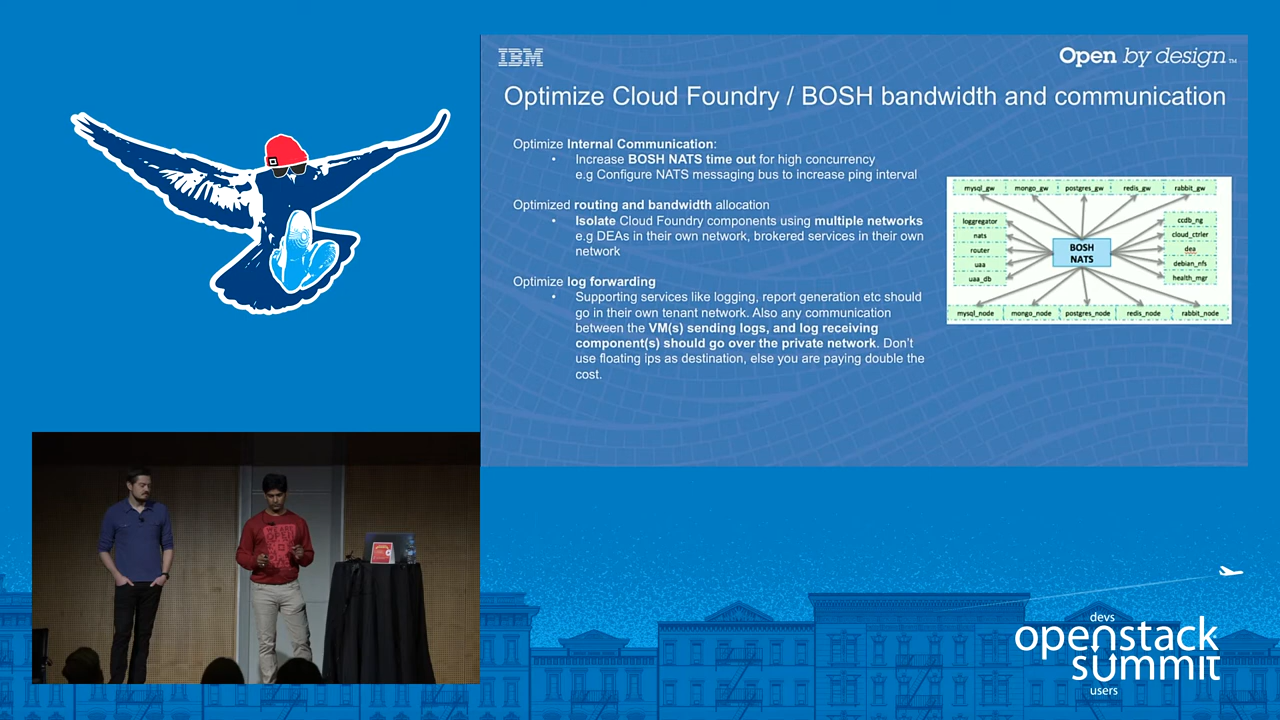 IBM
Open by design™
Optimize Cloud Foundry / BOSH bandwidth and communication
Optimize Internal Communication:
• Increase BOSH NATS time out for high concurrency
e.g Configure NATS messaging bus to increase ping interval
Optimized routing and bandwidth allocation
• Isolate Cloud Foundry components using multiple networks
e.g DEAs in their own network, brokered services in their own
network
Optimize log forwarding
• Supporting services like logging, report generation etc should
go in their own tenant network. Also any communication
between the VM(s) sending logs, and log receiving
component(s) should go over the private network. Don't
use floating ips as destination, else you are paying double the
cost.
mysql_gw mongo_gw postgres_gw redis_gw rabbit_gw
loggregator
nats
router
uaa
uaa_db
BOSH
NATS
ccdb_ng
cloud_ctrler
dea
debian_nfs
health_mgr
mysql_node mongo_node postgres_node redis_node rabbit_node
WE ARE
OPEN
devs
openstack
summit
users